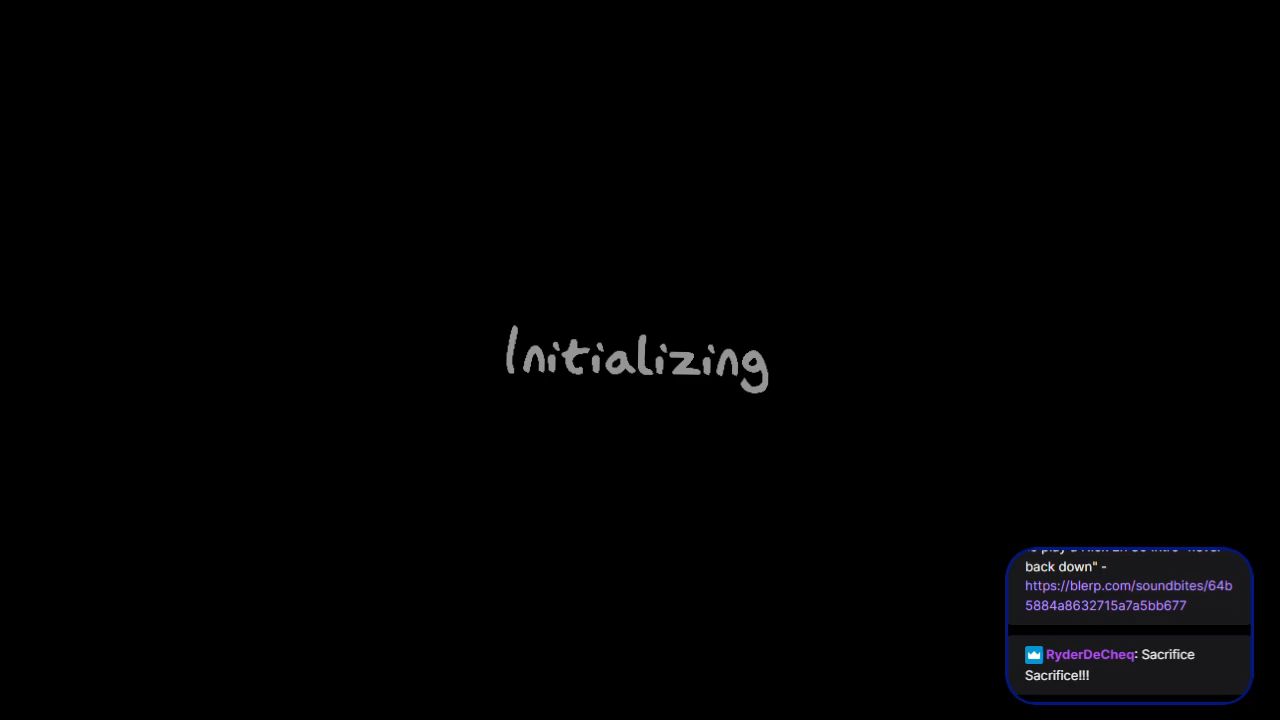 Initializing
back down" -
https://blerp.com/soundbites/64b
5884a8632715a7a5bb677
RyderDeCheq: Sacrifice
Sacrifice!!!